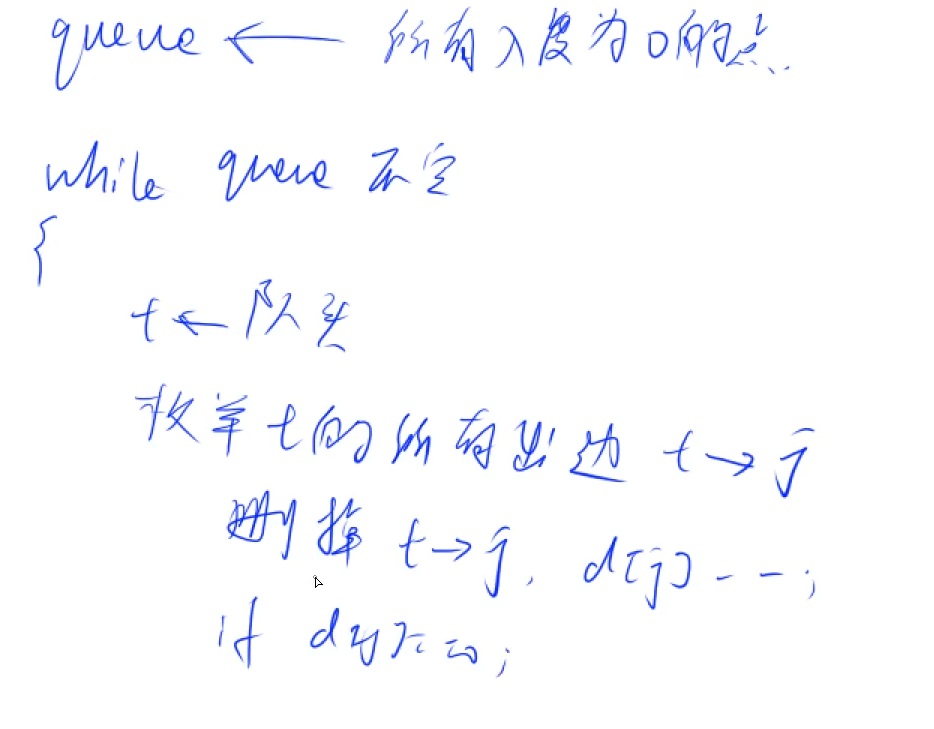 queue ← 所有入度为0的点
while queue 不空
{
t ← 队头
枚举 t的所有出边 t→j
删掉 t→j, d[j]--;
if d[j]==0;